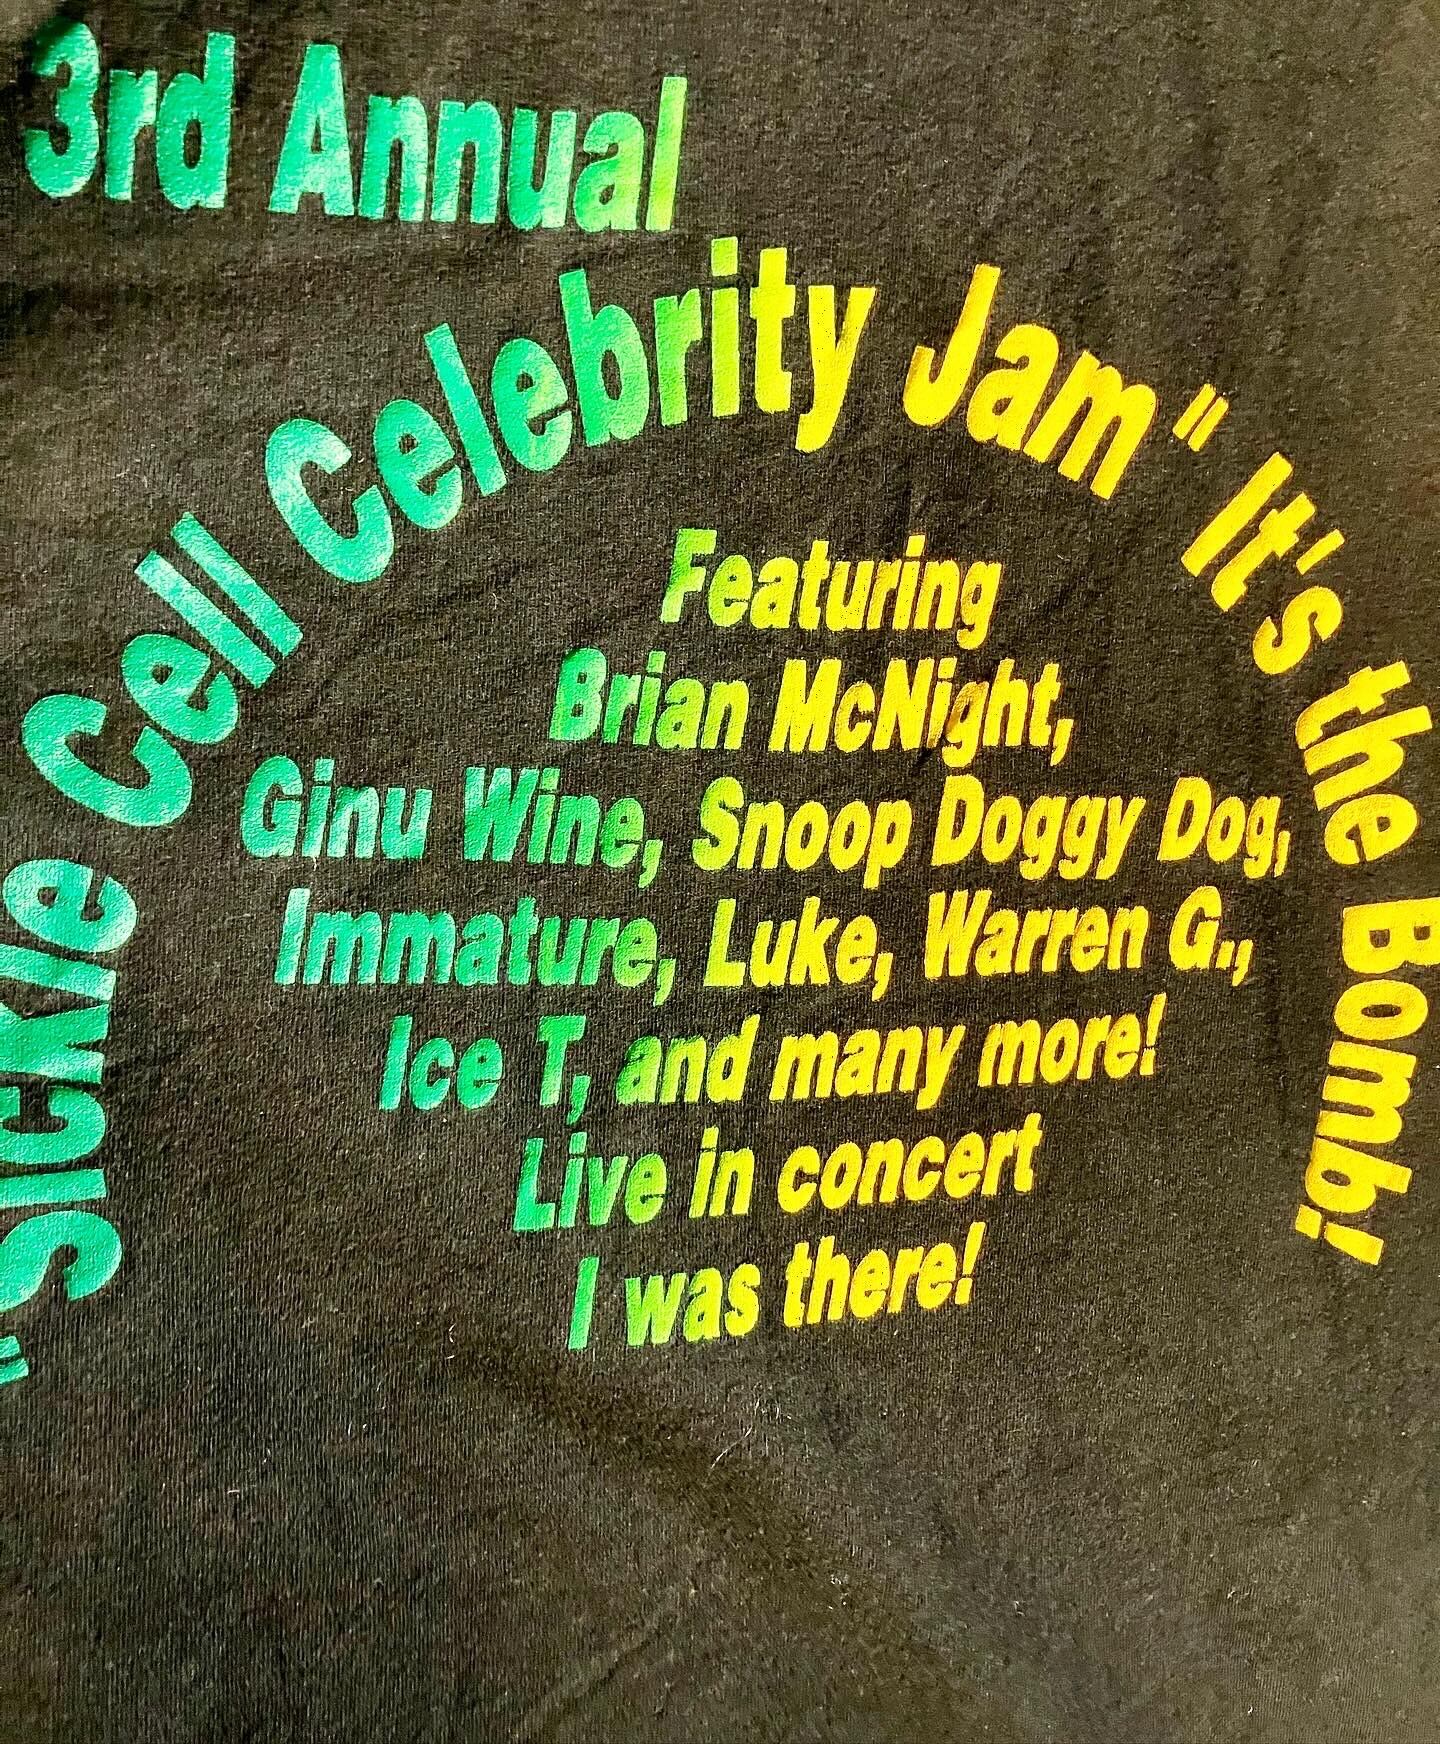 3rd Annual
"Sickle Cell Celebrity Jam" It's the Bomb!
Featuring
Brian McNight,
Ginu Wine, Snoop Doggy Dog,
Immature, Luke, Warren G.,
Ice T, and many more!
Live in concert
I was there!